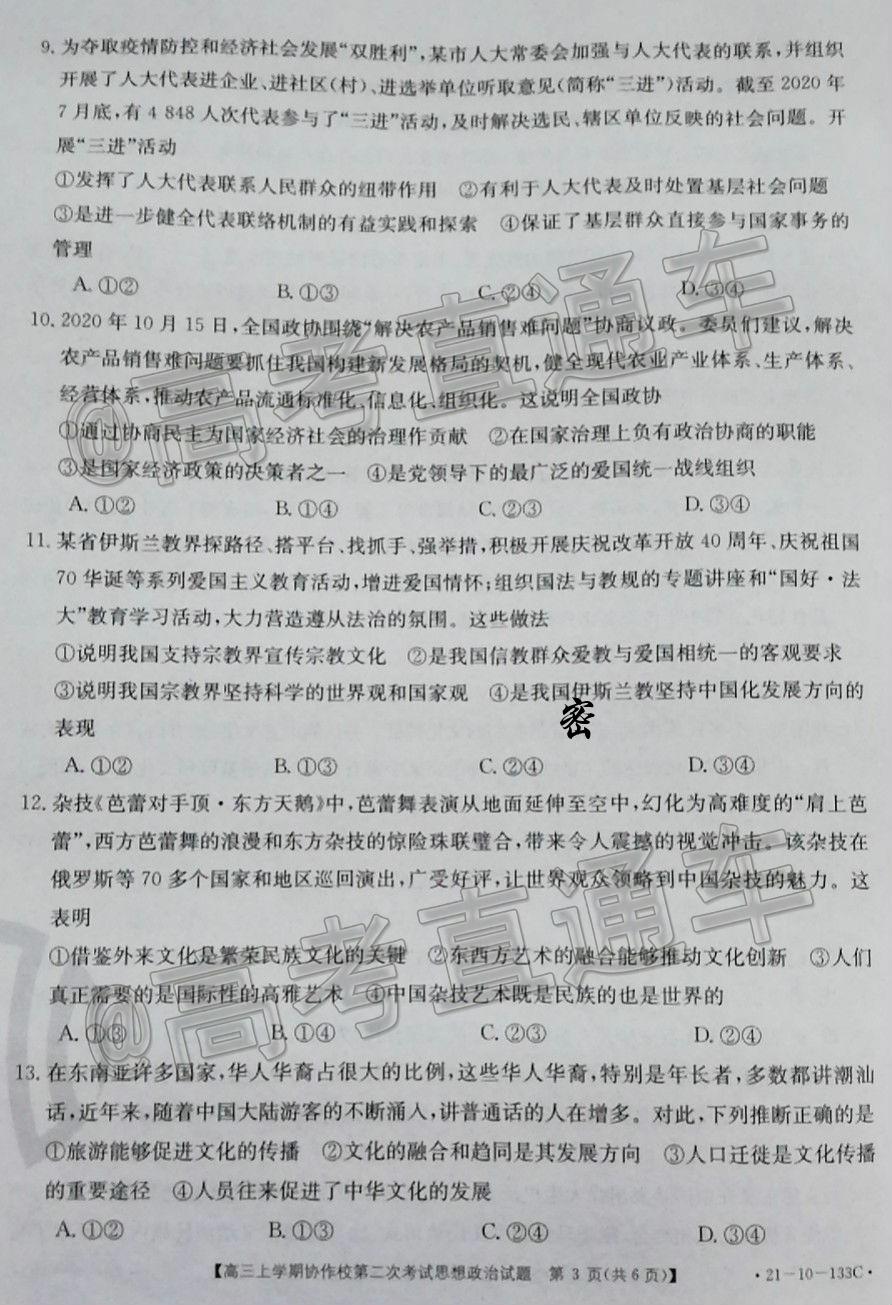 9. 为夺取疫情防控和经济社会发展“双胜利”,某市人大常委会加强与人大代表的联系,并组织
开展了人大代表进企业、进社区(村)、进选举单位听取意见(简称“三进”)活动。截至 2020 年
7 月底,有 4 848 人次代表参与了“三进”活动,及时解决选民、辖区单位反映的社会问题。开
展“三进”活动
①发挥了人大代表联系人民群众的纽带作用 ②有利于人大代表及时处置基层社会问题
③是进一步健全代表联络机制的有益实践和探索 ④保证了基层群众直接参与国家事务的
管理
A. ①② B. ①③ C. ②④ D. ③④
10. 2020 年 10 月 15 日,全国政协围绕“解决农产品销售难问题”协商议政。委员们建议,解决
农产品销售难问题要抓住我国构建新发展格局的契机,健全现代农业产业体系、生产体系、
经营体系,推动农产品流通标准化、信息化、组织化。这说明全国政协
①通过协商民主为国家经济社会的治理作贡献 ②在国家治理上负有政治协商的职能
③是国家经济政策的决策者之一 ④是党领导下的最广泛的爱国统一战线组织
A. ①② B. ①④ C. ②③ D. ③④
11. 某省伊斯兰教界探路径、搭平台、找抓手、强举措,积极开展庆祝改革开放 40 周年、庆祝祖国
70 华诞等系列爱国主义教育活动,增进爱国情怀;组织国法与教规的专题讲座和“国好·法
大”教育学习活动,大力营造遵从法治的氛围。这些做法
①说明我国支持宗教界宣传宗教文化 ②是我国信教群众爱教与爱国相统一的客观要求
③说明我国宗教界坚持科学的世界观和国家观 ④是我国伊斯兰教坚持中国化发展方向的
表现
密
A. ①② B. ①③ C. ②④ D. ③④
12. 杂技《芭蕾对手顶·东方天鹅》中,芭蕾舞表演从地面延伸至空中,幻化为高难度的“肩上芭
蕾”,西方芭蕾舞的浪漫和东方杂技的惊险珠联璧合,带来令人震撼的视觉冲击。该杂技在
俄罗斯等 70 多个国家和地区巡回演出,广受好评,让世界观众领略到中国杂技的魅力。这
表明
①借鉴外来文化是繁荣民族文化的关键 ②东西方艺术的融合能够推动文化创新 ③人们
真正需要的是国际性的高雅艺术 ④中国杂技艺术既是民族的也是世界的
A. ①③ B. ①④ C. ②③ D. ②④
13. 在东南亚许多国家,华人华裔占很大的比例,这些华人华裔,特别是年长者,多数都讲潮汕
话,近年来,随着中国大陆游客的不断涌入,讲普通话的人在增多。对此,下列推断正确的是
①旅游能够促进文化的传播 ②文化的融合和趋同是其发展方向 ③人口迁徙是文化传播
的重要途径 ④人员往来促进了中华文化的发展
A. ①② B. ①③ C. ②④ D. ③④
【高三上学期协作校第二次考试思想政治试题 第 3 页(共 6 页)】 ·21-10-133C·
@高考直通车
@高考直通车